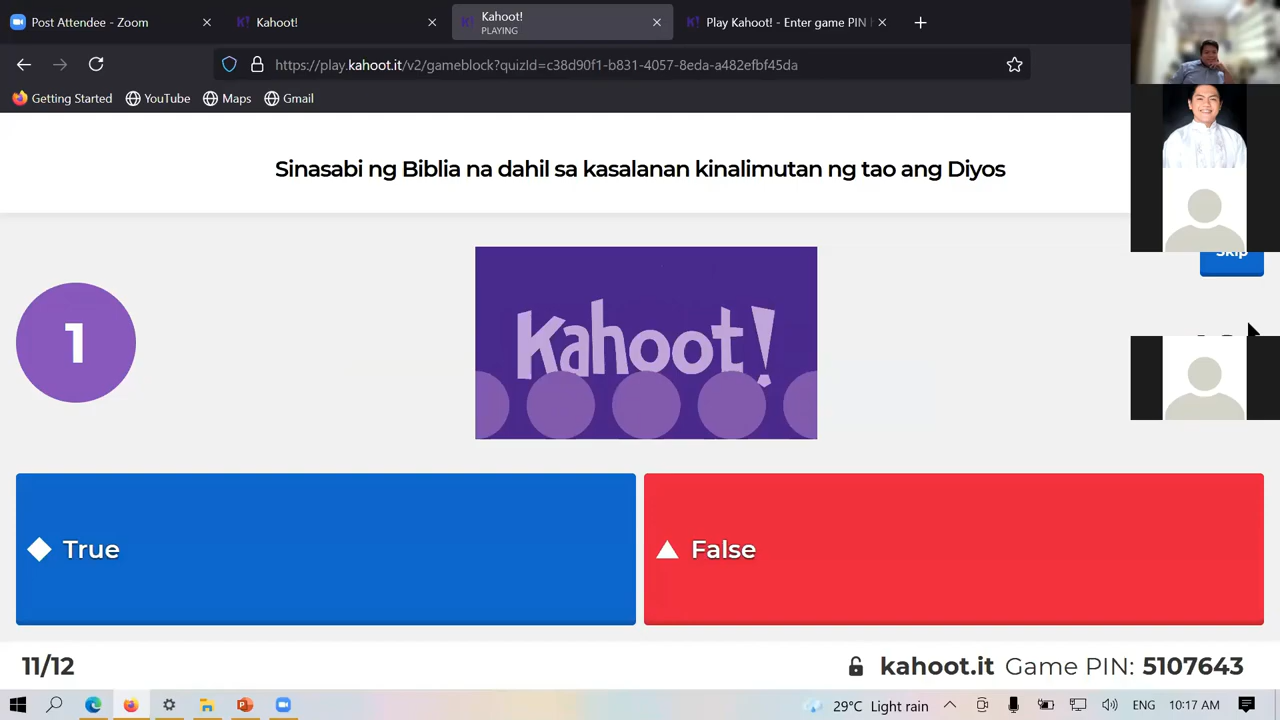 Post Attendee - Zoom
Kahoot!
Kahoot!
PLAYING
Play Kahoot! - Enter game PIN
https://play.kahoot.it/v2/gameblock?quizId=c38d90f1-b831-4057-8eda-a482efbf45da
Getting Started
YouTube
Maps
Gmail
Sinasabi ng Biblia na dahil sa kasalanan kinalimutan ng tao ang Diyos
Skip
1
Kahoot!
True
False
11/12
kahoot.it Game PIN: 5107643
29°C Light rain
ENG
10:17 AM